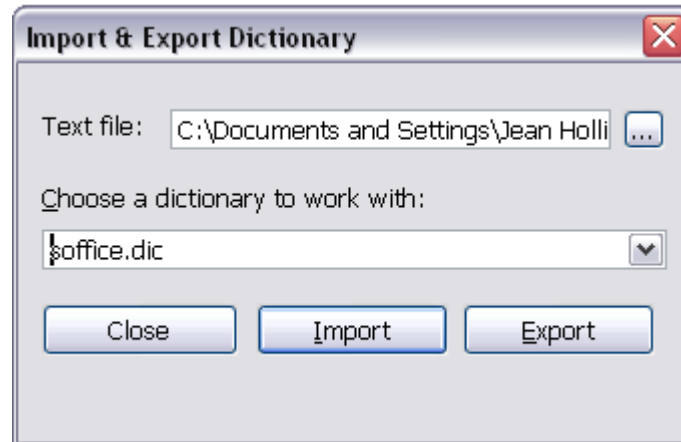 Import & Export Dictionary
Text file: C:\Documents and Settings\Jean Holli ...
Choose a dictionary to work with:
soffice.dic
Close Import Export